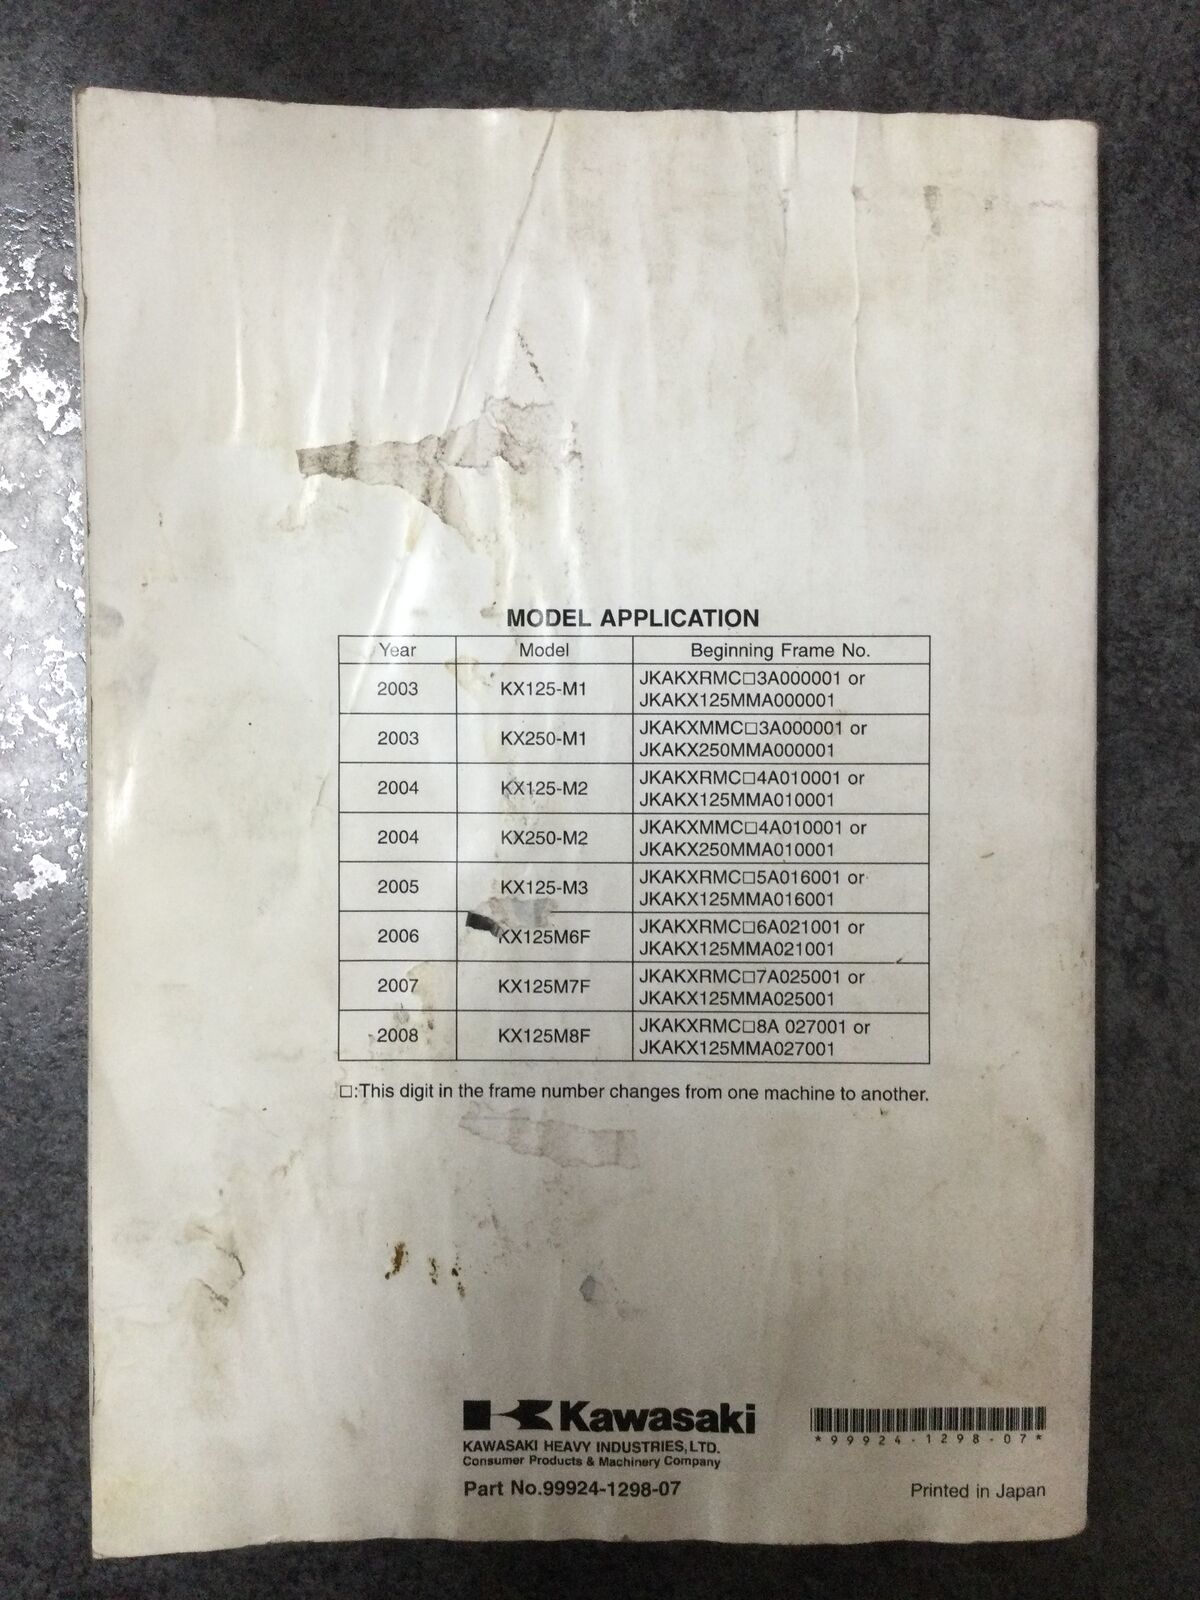 MODEL APPLICATION
Year Model Beginning Frame No.
2003 KX125-M1 JKAKXRMC□3A000001 or
JKAKX125MMA000001
2003 KX250-M1 JKAKXMMC□3A000001 or
JKAKX250MMA000001
2004 KX125-M2 JKAKXRMC□4A010001 or
JKAKX125MMA010001
2004 KX250-M2 JKAKXMMC□4A010001 or
JKAKX250MMA010001
2005 KX125-M3 JKAKXRMC□5A016001 or
JKAKX125MMA016001
2006 KX125M6F JKAKXRMC□6A021001 or
JKAKX125MMA021001
2007 KX125M7F JKAKXRMC□7A025001 or
JKAKX125MMA025001
2008 KX125M8F JKAKXRMC□8A 027001 or
JKAKX125MMA027001
□:This digit in the frame number changes from one machine to another.
Kawasaki
KAWASAKI HEAVY INDUSTRIES,LTD.
Consumer Products & Machinery Company
Part No.99924-1298-07
*99924-1298-07*
Printed in Japan